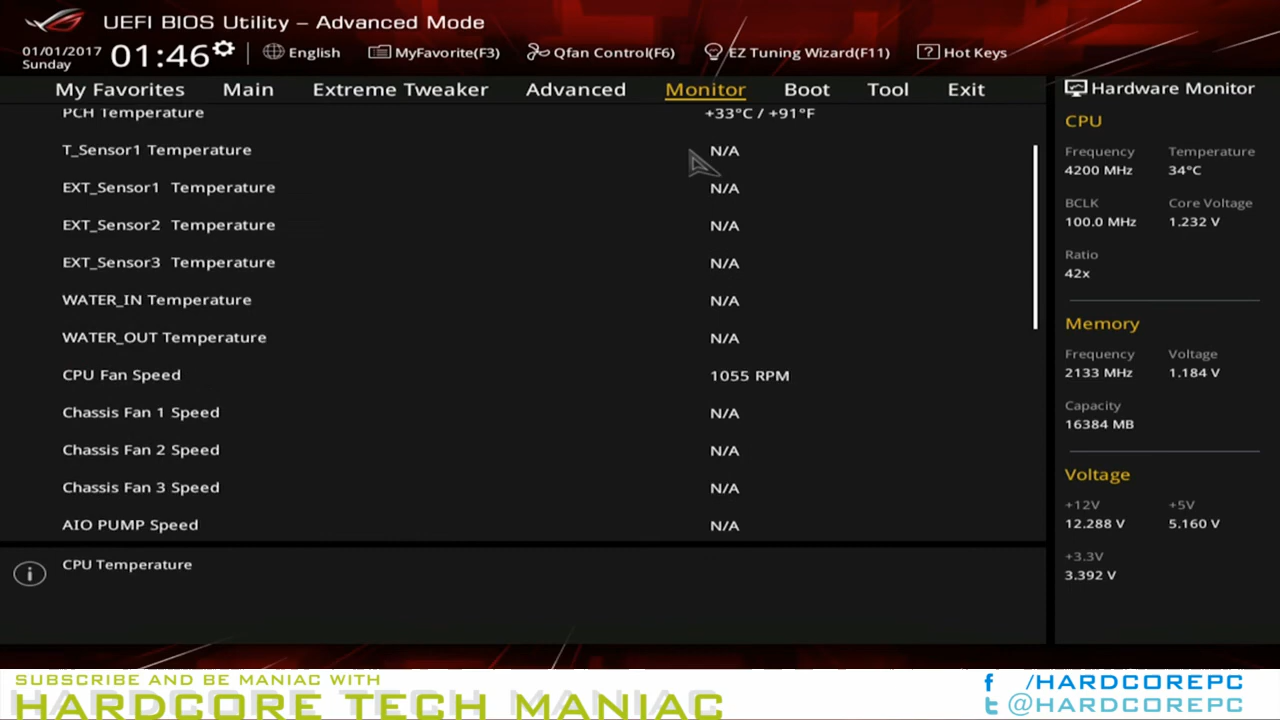 UEFI BIOS Utility – Advanced Mode
01/01/2017
Sunday
01:46
English
MyFavorite(F3)
Qfan Control(F6)
EZ Tuning Wizard(F11)
? Hot Keys
My Favorites Main Extreme Tweaker Advanced Monitor Boot Tool Exit
PCH Temperature +33°C / +91°F
T_Sensor1 Temperature N/A
EXT_Sensor1 Temperature N/A
EXT_Sensor2 Temperature N/A
EXT_Sensor3 Temperature N/A
WATER_IN Temperature N/A
WATER_OUT Temperature N/A
CPU Fan Speed 1055 RPM
Chassis Fan 1 Speed N/A
Chassis Fan 2 Speed N/A
Chassis Fan 3 Speed N/A
AIO PUMP Speed N/A
i CPU Temperature
Hardware Monitor
CPU
Frequency Temperature
4200 MHz 34°C
BCLK Core Voltage
100.0 MHz 1.232 V
Ratio
42x
Memory
Frequency Voltage
2133 MHz 1.184 V
Capacity
16384 MB
Voltage
+12V +5V
12.288 V 5.160 V
+3.3V
3.392 V
SUBSCRIBE AND BE MANIAC WITH
HARDCORE TECH MANIAC
f /HARDCOREPC
t @HARDCOREPC